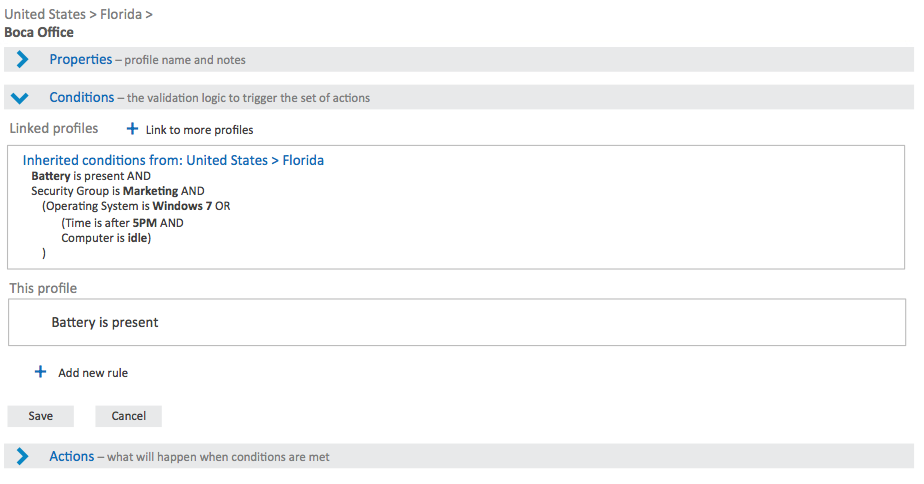 United States > Florida >
Boca Office
Properties – profile name and notes
Conditions – the validation logic to trigger the set of actions
Linked profiles + Link to more profiles
Inherited conditions from: United States > Florida
Battery is present AND
Security Group is Marketing AND
(Operating System is Windows 7 OR
(Time is after 5PM AND
Computer is idle)
)
This profile
Battery is present
+ Add new rule
Save Cancel
Actions – what will happen when conditions are met